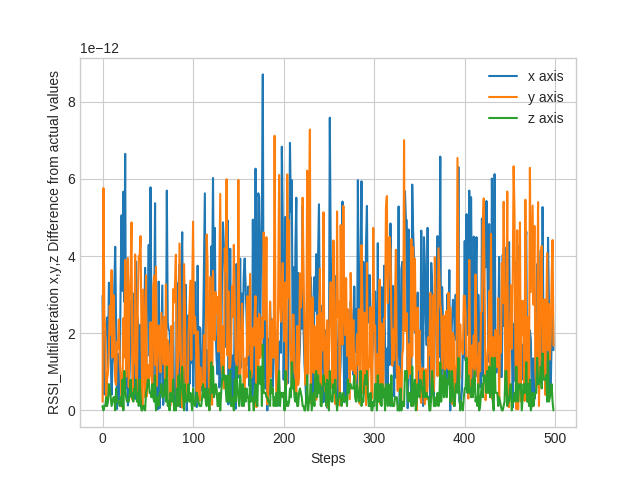 1e−12
8
6
4
2
0
RSSI_Multilateration x,y,z Difference from actual values
x axis
y axis
z axis
0
100
200
300
400
500
Steps